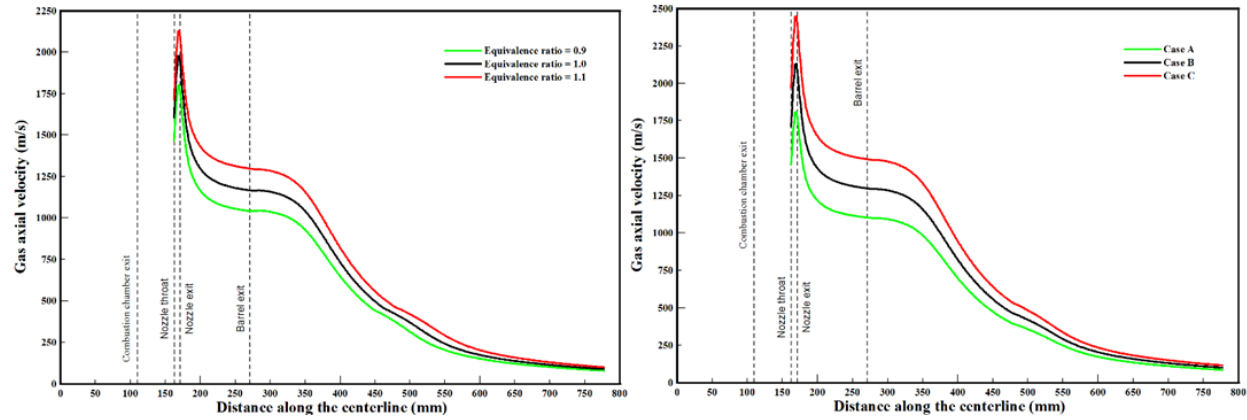 2250
2000
1750
1500
1250
1000
750
500
250
0
Gas axial velocity (m/s)
Equivalence ratio = 0.9
Equivalence ratio = 1.0
Equivalence ratio = 1.1
Combustion chamber exit
Nozzle throat
Nozzle exit
Barrel exit
0 50 100 150 200 250 300 350 400 450 500 550 600 650 700 750 800
Distance along the centerline (mm)
2500
2250
2000
1750
1500
1250
1000
750
500
250
0
Gas axial velocity (m/s)
Case A
Case B
Case C
Combustion chamber exit
Nozzle throat
Nozzle exit
Barrel exit
0 50 100 150 200 250 300 350 400 450 500 550 600 650 700 750 800
Distance along the centerline (mm)